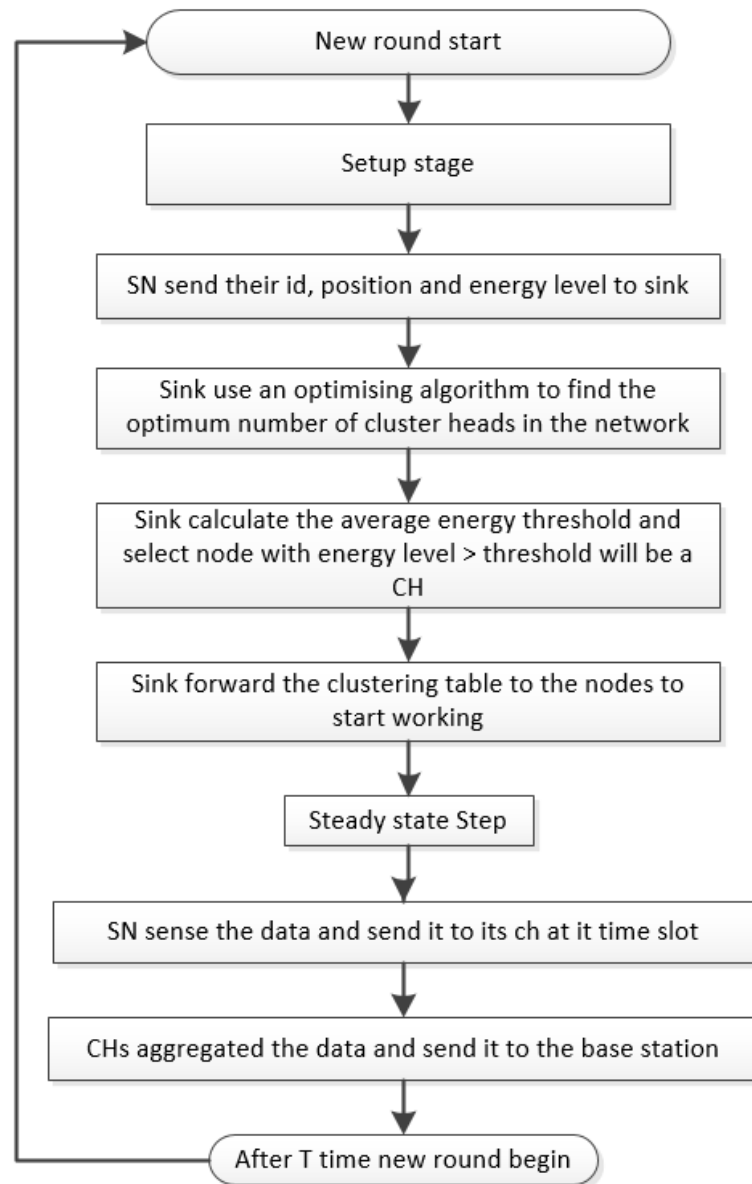 New round start
Setup stage
SN send their id, position and energy level to sink
Sink use an optimising algorithm to find the
optimum number of cluster heads in the network
Sink calculate the average energy threshold and
select node with energy level > threshold will be a
CH
Sink forward the clustering table to the nodes to
start working
Steady state Step
SN sense the data and send it to its ch at it time slot
CHs aggregated the data and send it to the base station
After T time new round begin